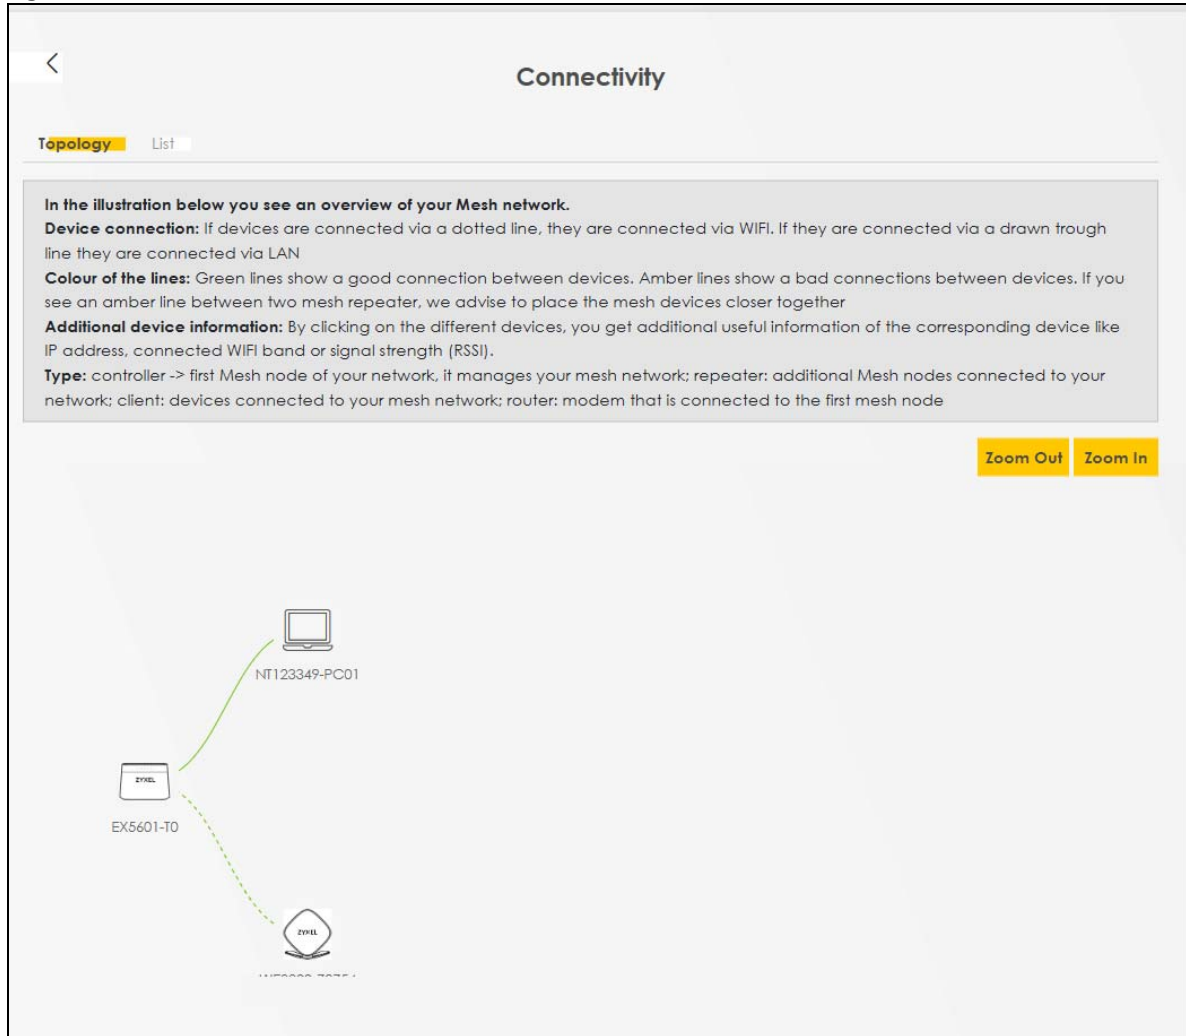 Connectivity
Topology List
In the illustration below you see an overview of your Mesh network.
Device connection: If devices are connected via a dotted line, they are connected via WIFI. If they are connected via a drawn trough
line they are connected via LAN
Colour of the lines: Green lines show a good connection between devices. Amber lines show a bad connections between devices. If you
see an amber line between two mesh repeater, we advise to place the mesh devices closer together
Additional device information: By clicking on the different devices, you get additional useful information of the corresponding device like
IP address, connected WIFI band or signal strength (RSSI).
Type: controller -> first Mesh node of your network, it manages your mesh network; repeater: additional Mesh nodes connected to your
network; client: devices connected to your mesh network; router: modem that is connected to the first mesh node
Zoom Out Zoom In
NT123349-PC01
ZYXEL
EX5601-T0
ZYXEL